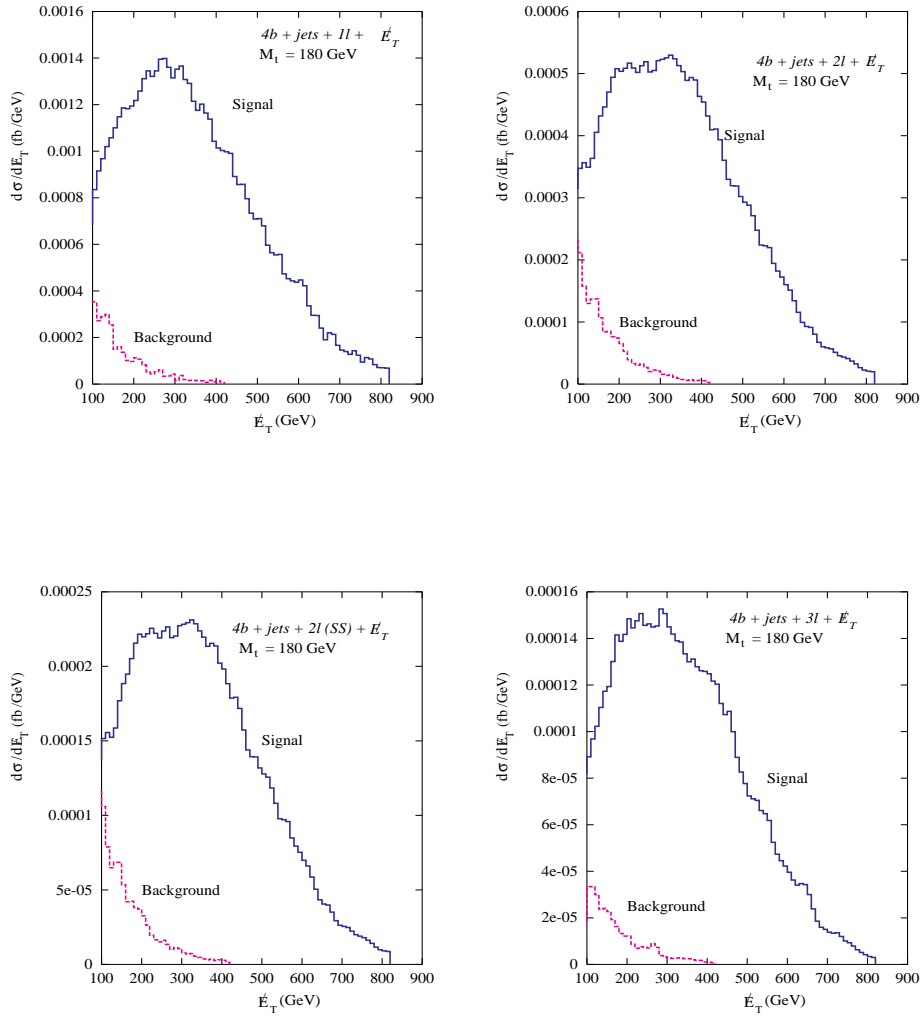 4b + jets + 1l + E̸_T
M_t = 180 GeV
Signal
Background
dσ/dE̸_T (fb/GeV)
0.0016
0.0014
0.0012
0.001
0.0008
0.0006
0.0004
0.0002
0
100 200 300 400 500 600 700 800 900
E̸_T (GeV)
4b + jets + 2l + E̸_T
M_t = 180 GeV
Signal
Background
dσ/dE̸_T (fb/GeV)
0.0006
0.0005
0.0004
0.0003
0.0002
0.0001
0
100 200 300 400 500 600 700 800 900
E̸_T (GeV)
4b + jets + 2l (SS) + E̸_T
M_t = 180 GeV
Signal
Background
dσ/dE̸_T (fb/GeV)
0.00025
0.0002
0.00015
0.0001
5e-05
0
100 200 300 400 500 600 700 800 900
E̸_T (GeV)
4b + jets + 3l + E̸_T
M_t = 180 GeV
Signal
Background
dσ/dE̸_T (fb/GeV)
0.00016
0.00014
0.00012
0.0001
8e-05
6e-05
4e-05
2e-05
0
100 200 300 400 500 600 700 800 900
E̸_T (GeV)